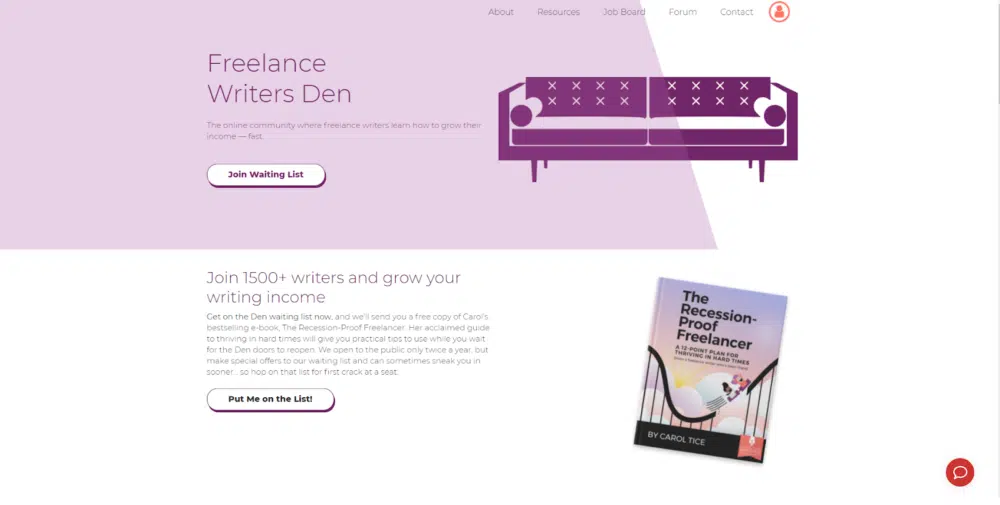 About Resources Job Board Forum Contact
Freelance
Writers Den
The online community where freelance writers learn how to grow their
income — fast.
Join Waiting List
Join 1500+ writers and grow your
writing income
Get on the Den waiting list now, and we'll send you a free copy of Carol's
bestselling e-book, The Recession-Proof Freelancer. Her acclaimed guide
to thriving in hard times will give you practical tips to use while you wait
for the Den doors to reopen. We open to the public only twice a year, but
make special offers to our waiting list and can sometimes sneak you in
sooner... so hop on that list for first crack at a seat.
Put Me on the List!
The
Recession-
Proof
Freelancer
A 12-POINT PLAN FOR
THRIVING IN HARD TIMES
BY CAROL TICE